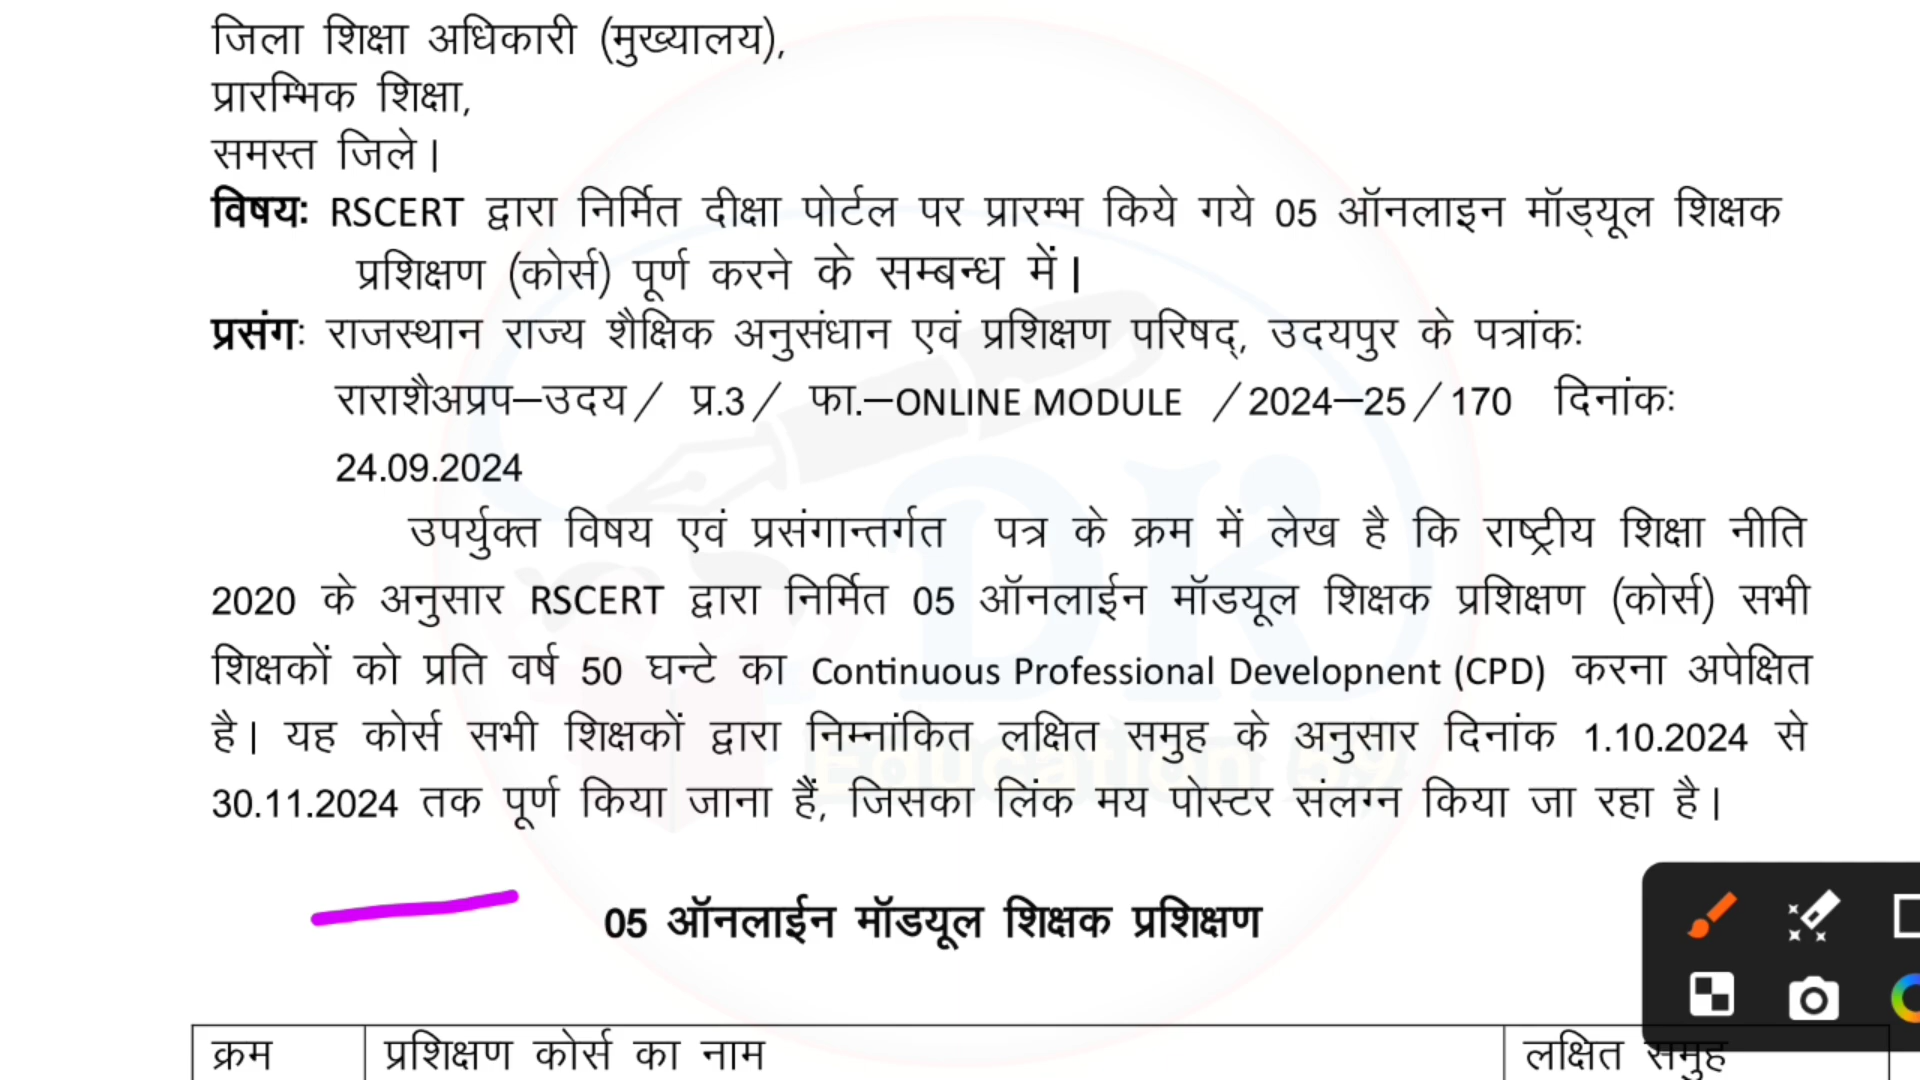 जिला शिक्षा अधिकारी (मुख्यालय),
प्रारम्भिक शिक्षा,
समस्त जिले।
विषयः RSCERT द्वारा निर्मित दीक्षा पोर्टल पर प्रारम्भ किये गये 05 ऑनलाइन मॉड्यूल शिक्षक
प्रशिक्षण (कोर्स) पूर्ण करने के सम्बन्ध में।
प्रसंगः राजस्थान राज्य शैक्षिक अनुसंधान एवं प्रशिक्षण परिषद्, उदयपुर के पत्रांकः
राराशैअप्रप–उदय/ प्र.3/ फा.–ONLINE MODULE /2024–25/170 दिनांकः
24.09.2024
उपर्युक्त विषय एवं प्रसंगान्तर्गत पत्र के क्रम में लेख है कि राष्ट्रीय शिक्षा नीति
2020 के अनुसार RSCERT द्वारा निर्मित 05 ऑनलाईन मॉडयूल शिक्षक प्रशिक्षण (कोर्स) सभी
शिक्षकों को प्रति वर्ष 50 घन्टे का Continuous Professional Developnent (CPD) करना अपेक्षित
है। यह कोर्स सभी शिक्षकों द्वारा निम्नांकित लक्षित समुह के अनुसार दिनांक 1.10.2024 से
30.11.2024 तक पूर्ण किया जाना हैं, जिसका लिंक मय पोस्टर संलग्न किया जा रहा है।
DK
Education 59
05 ऑनलाईन मॉडयूल शिक्षक प्रशिक्षण
क्रम प्रशिक्षण कोर्स का नाम लक्षित समुह